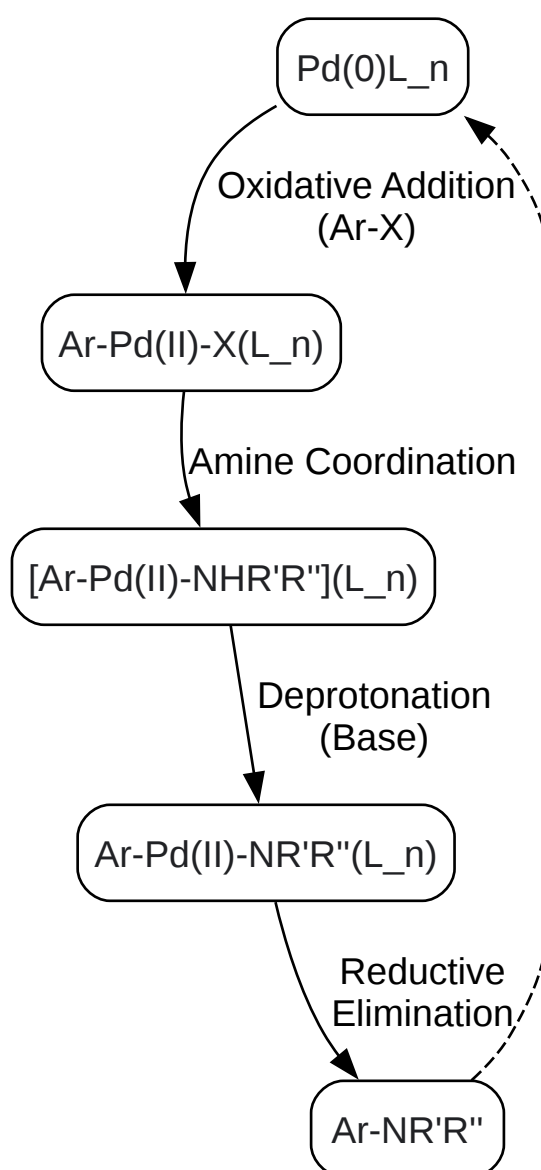 Pd(0)L_n
Oxidative Addition
(Ar-X)
Ar-Pd(II)-X(L_n)
Amine Coordination
[Ar-Pd(II)-NHR'R''](L_n)
Deprotonation
(Base)
Ar-Pd(II)-NR'R''(L_n)
Reductive
Elimination
Ar-NR'R''